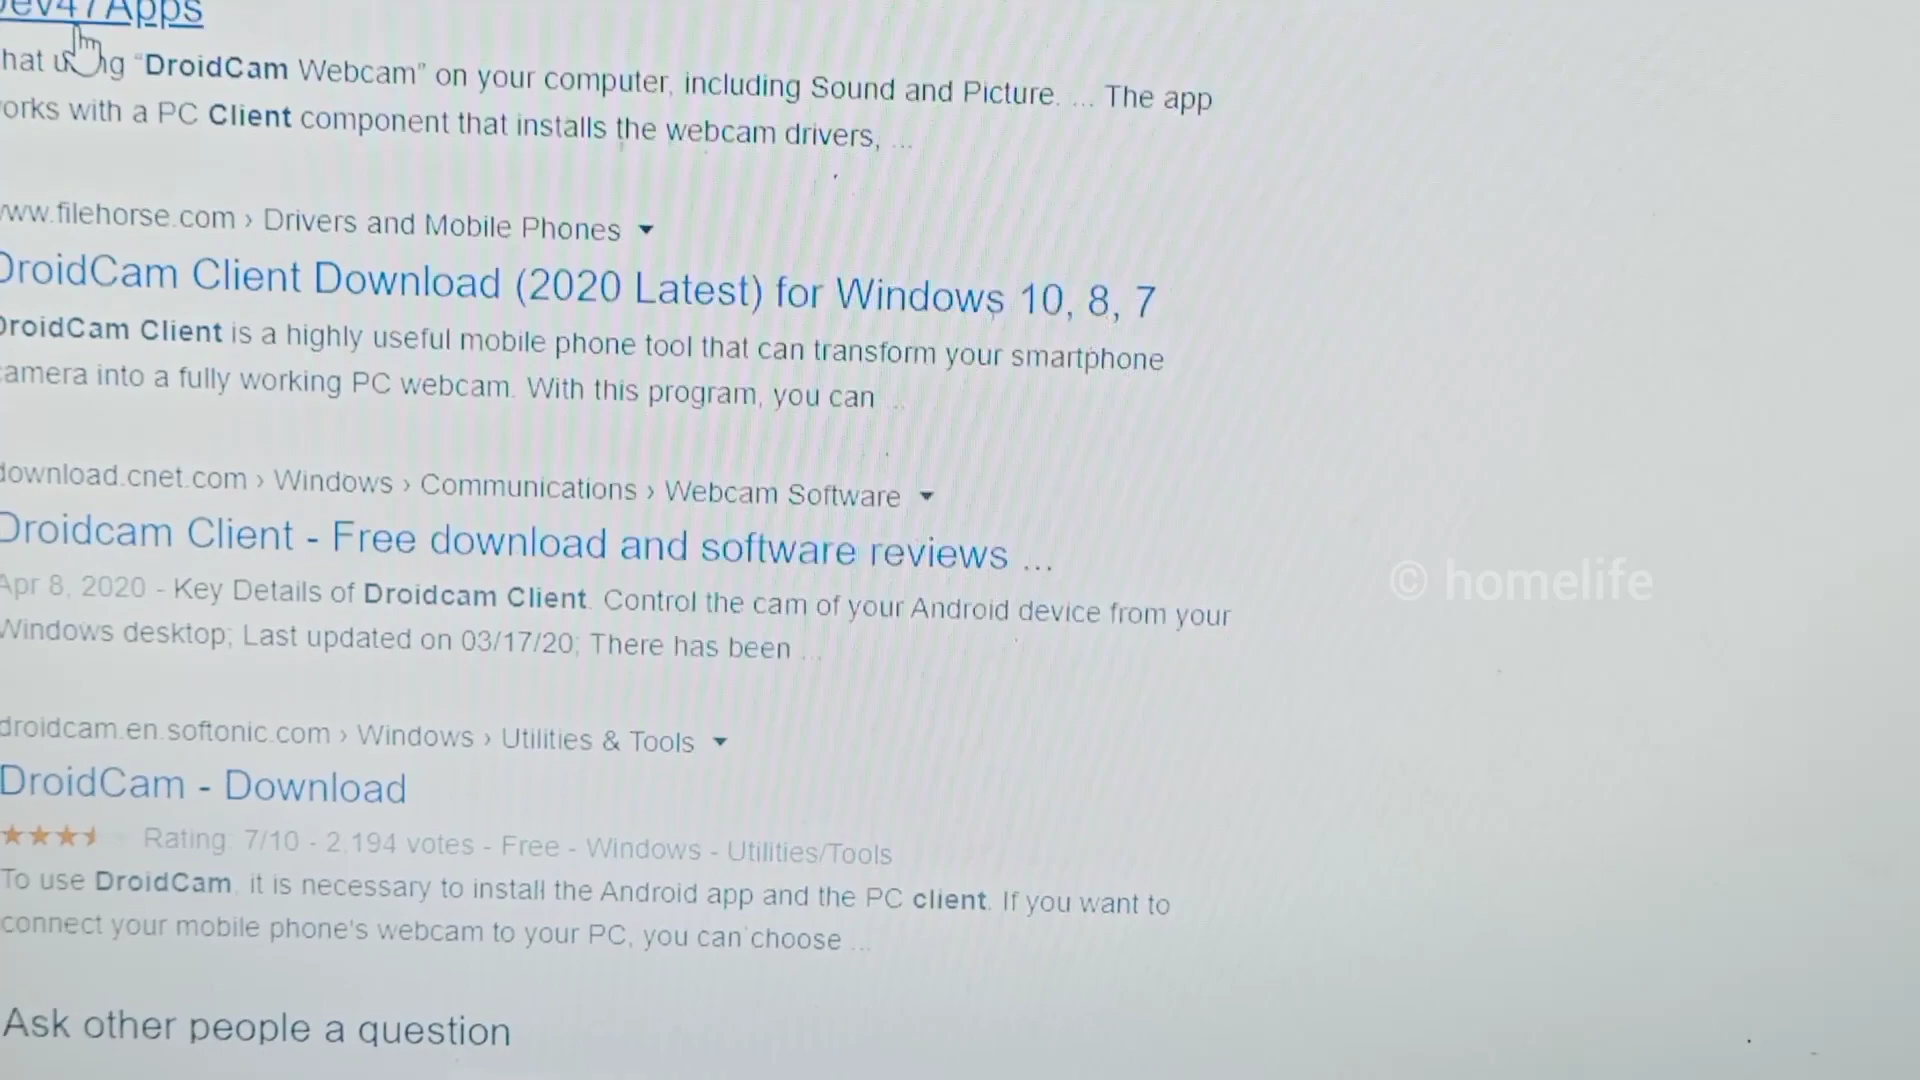 ev47Apps
hat using "DroidCam Webcam" on your computer, including Sound and Picture. ... The app
orks with a PC Client component that installs the webcam drivers, ...
ww.filehorse.com › Drivers and Mobile Phones
DroidCam Client Download (2020 Latest) for Windows 10, 8, 7
DroidCam Client is a highly useful mobile phone tool that can transform your smartphone
amera into a fully working PC webcam. With this program, you can ...
download.cnet.com › Windows › Communications › Webcam Software
Droidcam Client - Free download and software reviews ...
Apr 8, 2020 - Key Details of Droidcam Client. Control the cam of your Android device from your
Windows desktop; Last updated on 03/17/20; There has been ...
© homelife
droidcam.en.softonic.com › Windows › Utilities & Tools
DroidCam - Download
Rating: 7/10 - 2,194 votes - Free - Windows - Utilities/Tools
To use DroidCam, it is necessary to install the Android app and the PC client. If you want to
connect your mobile phone's webcam to your PC, you can choose ...
Ask other people a question